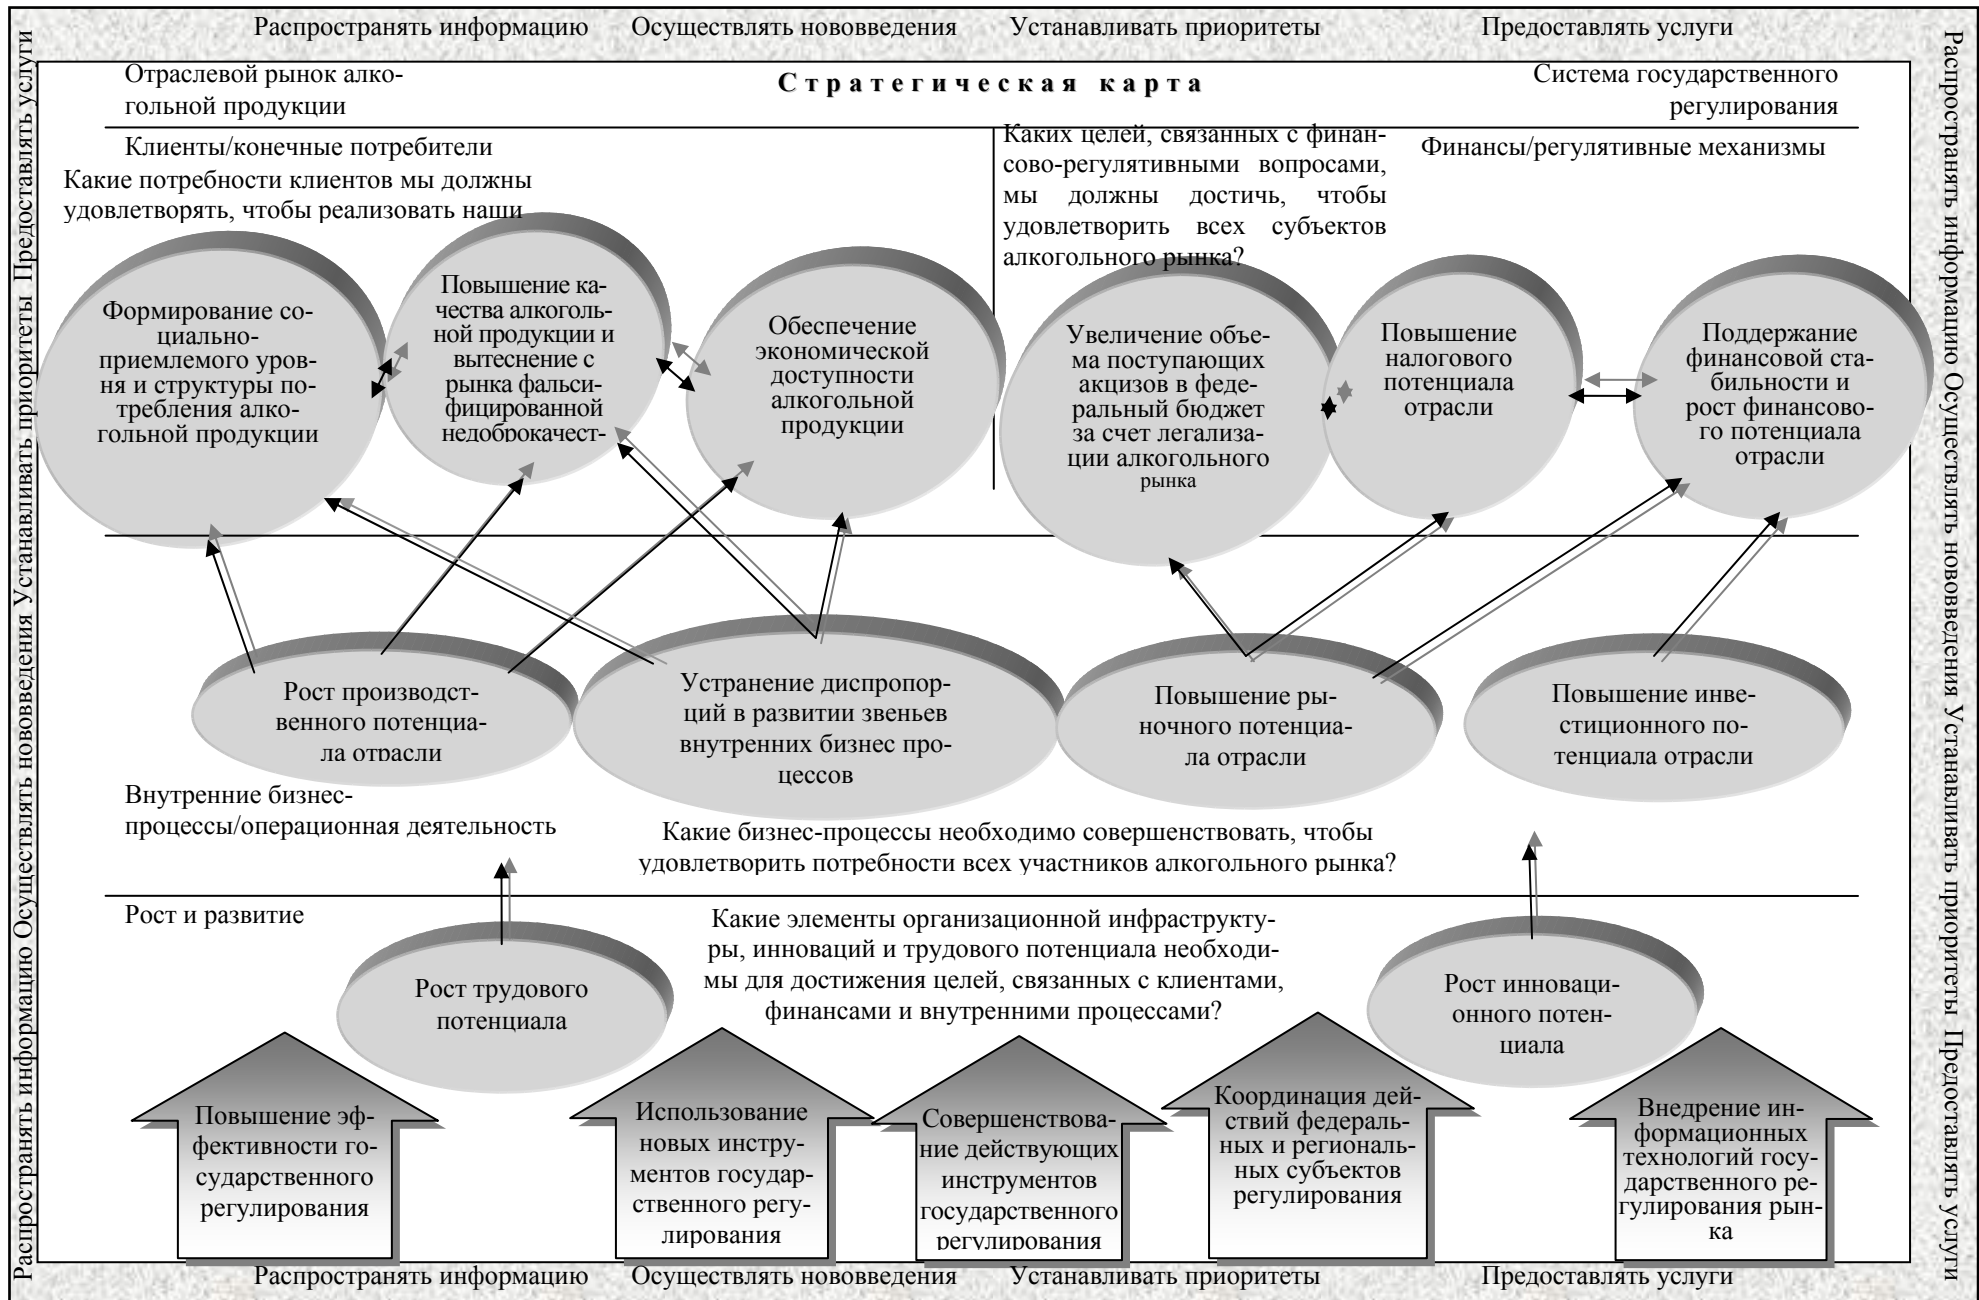 Распространять информацию Осуществлять нововведения Устанавливать приоритеты Предоставлять услуги
Распространять информацию Осуществлять нововведения Устанавливать приоритеты Предоставлять услуги
Распространять информацию Осуществлять нововведения Устанавливать приоритеты Предоставлять услуги
Отраслевой рынок алко-
гольной продукции
Стратегическая карта
Система государственного
регулирования
Клиенты/конечные потребители
Какие потребности клиентов мы должны
удовлетворять, чтобы реализовать наши
Каких целей, связанных с финан-
сово-регулятивными вопросами,
мы должны достичь, чтобы
удовлетворить всех субъектов
алкогольного рынка?
Финансы/регулятивные механизмы
Формирование со-
циально-
приемлемого уров-
ня и структуры по-
требления алко-
гольной продукции
Повышение ка-
чества алкоголь-
ной продукции и
вытеснение с
рынка фальси-
фицированной
недоброкачест-
Обеспечение
экономической
доступности
алкогольной
продукции
Увеличение объе-
ма поступающих
акцизов в феде-
ральный бюджет
за счет легализа-
ции алкогольного
рынка
Повышение
налогового
потенциала
отрасли
Поддержание
финансовой ста-
бильности и
рост финансово-
го потенциала
отрасли
Рост производст-
венного потенциа-
ла отрасли
Устранение диспропор-
ций в развитии звеньев
внутренних бизнес про-
цессов
Повышение ры-
ночного потенциа-
ла отрасли
Повышение инве-
стиционного по-
тенциала отрасли
Внутренние бизнес-
процессы/операционная деятельность
Какие бизнес-процессы необходимо совершенствовать, чтобы
удовлетворить потребности всех участников алкогольного рынка?
Рост и развитие
Какие элементы организационной инфраструкту-
ры, инноваций и трудового потенциала необходи-
мы для достижения целей, связанных с клиентами,
финансами и внутренними процессами?
Рост трудового
потенциала
Рост инноваци-
онного потен-
циала
Повышение эф-
фективности го-
сударственного
регулирования
Использование
новых инстру-
ментов государ-
ственного регу-
лирования
Совершенствова-
ние действующих
инструментов
государственного
регулирования
Координация дей-
ствий федераль-
ных и региональ-
ных субъектов
регулирования
Внедрение ин-
формационных
технологий госу-
дарственного ре-
гулирования рын-
ка
Распространять информацию Осуществлять нововведения Устанавливать приоритеты Предоставлять услуги